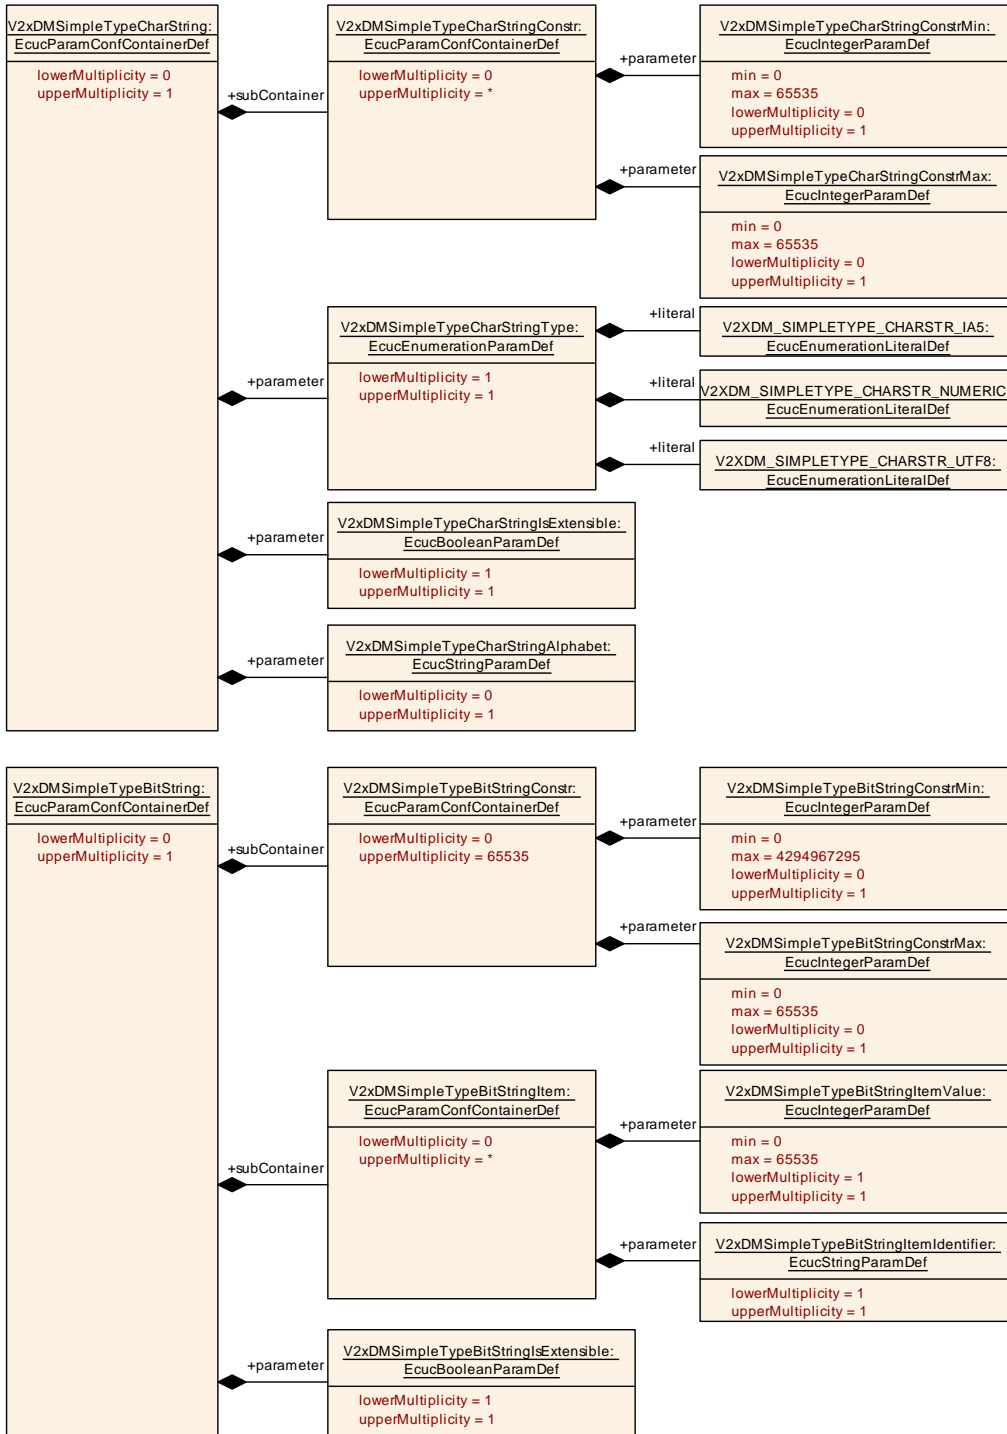 V2xDMSimpleTypeCharString:
EcucParamConfContainerDef
lowerMultiplicity = 0
upperMultiplicity = 1
+subContainer
V2xDMSimpleTypeCharStringConstr:
EcucParamConfContainerDef
lowerMultiplicity = 0
upperMultiplicity = *
+parameter
V2xDMSimpleTypeCharStringConstrMin:
EcucIntegerParamDef
min = 0
max = 65535
lowerMultiplicity = 0
upperMultiplicity = 1
+parameter
V2xDMSimpleTypeCharStringConstrMax:
EcucIntegerParamDef
min = 0
max = 65535
lowerMultiplicity = 0
upperMultiplicity = 1
+parameter
V2xDMSimpleTypeCharStringType:
EcucEnumerationParamDef
lowerMultiplicity = 1
upperMultiplicity = 1
+literal
V2XDM_SIMPLETYPE_CHARSTR_IA5:
EcucEnumerationLiteralDef
+literal
V2XDM_SIMPLETYPE_CHARSTR_NUMERIC:
EcucEnumerationLiteralDef
+literal
V2XDM_SIMPLETYPE_CHARSTR_UTF8:
EcucEnumerationLiteralDef
+parameter
V2xDMSimpleTypeCharStringIsExtensible:
EcucBooleanParamDef
lowerMultiplicity = 1
upperMultiplicity = 1
+parameter
V2xDMSimpleTypeCharStringAlphabet:
EcucStringParamDef
lowerMultiplicity = 0
upperMultiplicity = 1
V2xDMSimpleTypeBitString:
EcucParamConfContainerDef
lowerMultiplicity = 0
upperMultiplicity = 1
+subContainer
V2xDMSimpleTypeBitStringConstr:
EcucParamConfContainerDef
lowerMultiplicity = 0
upperMultiplicity = 65535
+parameter
V2xDMSimpleTypeBitStringConstrMin:
EcucIntegerParamDef
min = 0
max = 4294967295
lowerMultiplicity = 0
upperMultiplicity = 1
+parameter
V2xDMSimpleTypeBitStringConstrMax:
EcucIntegerParamDef
min = 0
max = 65535
lowerMultiplicity = 0
upperMultiplicity = 1
+subContainer
V2xDMSimpleTypeBitStringItem:
EcucParamConfContainerDef
lowerMultiplicity = 0
upperMultiplicity = *
+parameter
V2xDMSimpleTypeBitStringItemValue:
EcucIntegerParamDef
min = 0
max = 65535
lowerMultiplicity = 1
upperMultiplicity = 1
+parameter
V2xDMSimpleTypeBitStringItemIdentifier:
EcucStringParamDef
lowerMultiplicity = 1
upperMultiplicity = 1
+parameter
V2xDMSimpleTypeBitStringIsExtensible:
EcucBooleanParamDef
lowerMultiplicity = 1
upperMultiplicity = 1